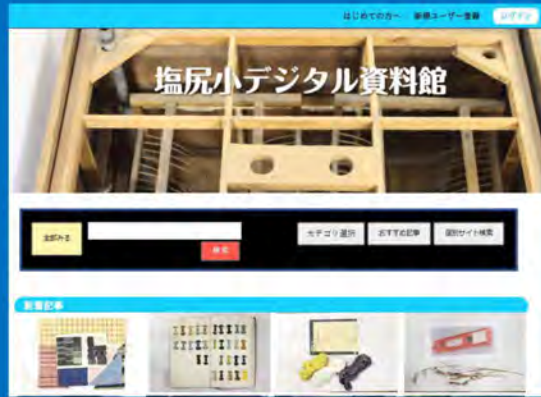 はじめての方へ 新規ユーザー登録 ログイン
塩尻小デジタル資料館
全部みる
検索
カテゴリ選択 おすすめ記事 個別サイト検索
新着記事